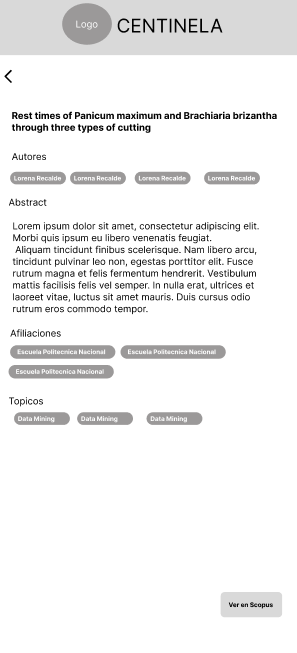 Logo CENTINELA
Rest times of Panicum maximum and Brachiaria brizantha
through three types of cutting
Autores
Lorena Recalde Lorena Recalde Lorena Recalde Lorena Recalde
Abstract
Lorem ipsum dolor sit amet, consectetur adipiscing elit.
Morbi quis ipsum eu libero venenatis feugiat.
Aliquam tincidunt finibus scelerisque. Nam libero arcu,
tincidunt pulvinar leo non, egestas porttitor elit. Fusce
rutrum magna et felis fermentum hendrerit. Vestibulum
mattis facilisis felis vel semper. In nulla erat, ultrices et
laoreet vitae, luctus sit amet mauris. Duis cursus odio
rutrum eros commodo tempor.
Afiliaciones
Escuela Politecnica Nacional Escuela Politecnica Nacional
Escuela Politecnica Nacional
Topicos
Data Mining Data Mining Data Mining
Ver en Scopus